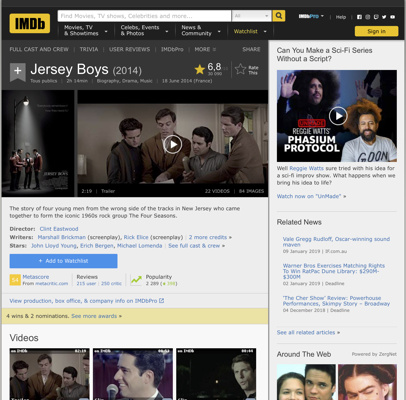 IMDb
Find Movies, TV shows, Celebrities and more...
All
Movies, TV & Showtimes
Celebs, Events & Photos
News & Community
Watchlist
IMDbPro
Help
Sign in
FULL CAST AND CREW | TRIVIA | USER REVIEWS | IMDbPro | MORE
SHARE
Jersey Boys (2014)
6,8
Rate This
Tous publics | 2h 14min | Biography, Drama, Music | 18 June 2014 (France)
2:19 | Trailer
22 VIDEOS | 84 IMAGES
The story of four young men from the wrong side of the tracks in New Jersey who came
together to form the iconic 1960s rock group The Four Seasons.
Director: Clint Eastwood
Writers: Marshall Brickman (screenplay), Rick Elice (screenplay) | 2 more credits »
Stars: John Lloyd Young, Erich Bergen, Michael Lomenda | See full cast & crew »
+ Add to Watchlist
Metascore
From metacritic.com
Reviews
215 user | 250 critic
Popularity
View production, box office, & company info on IMDbPro
4 wins & 2 nominations. See more awards »
Videos
02:19
Can You Make a Sci-Fi Series
Without a Script?
REGGIE WATTS'
PHASIUM
PROTOCOL
Well Reggie Watts sure tried with his idea for
a sci-fi improv show. What happens when we
bring his idea to life?
Watch now on "UnMade" »
Related News
Vale Gregg Rudloff, Oscar-winning sound
maven
09 January 2019 | if.com.au
Warner Bros Exercises Matching Rights
To Win RatPac Dune Library: $290M-
$300M
02 January 2019 | Deadline
'The Cher Show' Review: Powerhouse
Performances, Skimpy Story – Broadway
04 December 2018 | Deadline
See all related articles »
Around The Web
Powered by ZergNet